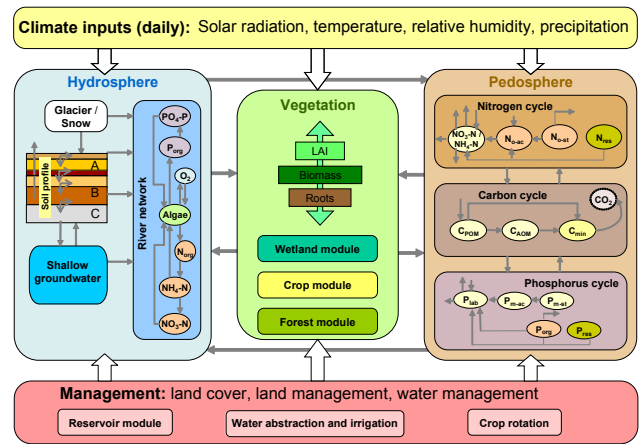 Climate inputs (daily): Solar radiation, temperature, relative humidity, precipitation
Hydrosphere
Glacier /
Snow
Soil profile
A
B
C
Shallow
groundwater
River network
PO4-P
Porg
O2
Algae
Norg
NH4-N
NO3-N
Vegetation
LAI
Biomass
Roots
Wetland module
Crop module
Forest module
Pedosphere
Nitrogen cycle
NO3-N
NH4-N
No-ac
No-st
Nres
Carbon cycle
CO2
CPOM
CAOM
Cmin
Phosphorus cycle
Plab
Pm-ac
Pm-st
Porg
Pres
Management: land cover, land management, water management
Reservoir module
Water abstraction and irrigation
Crop rotation